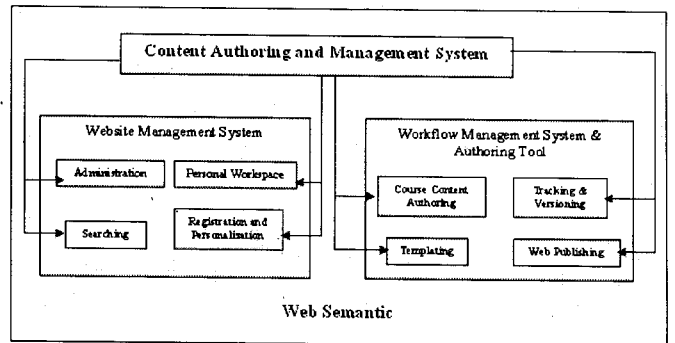 Content Authoring and Management System
Website Management System
Administration
Personal Workspace
Searching
Registration and
Personalization
Workflow Management System &
Authoring Tool
Course Content
Authoring
Tracking &
Versioning
Templating
Web Publishing
Web Semantic